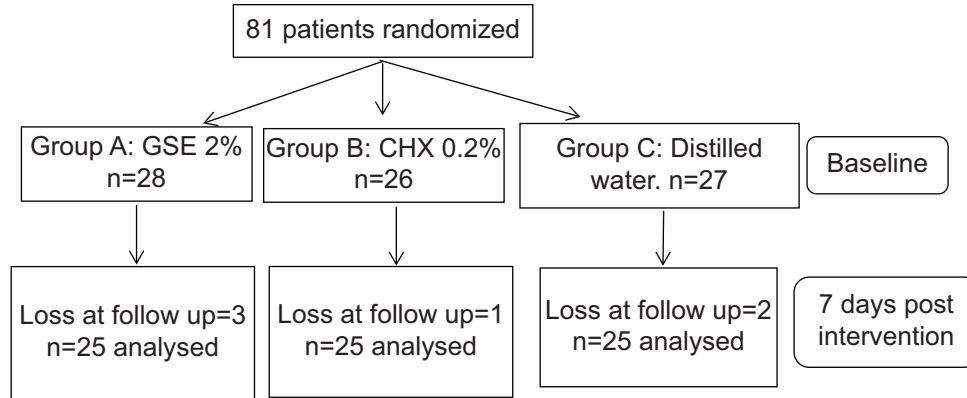 81 patients randomized
Group A: GSE 2%
n=28
Group B: CHX 0.2%
n=26
Group C: Distilled
water. n=27
Baseline
Loss at follow up=3
n=25 analysed
Loss at follow up=1
n=25 analysed
Loss at follow up=2
n=25 analysed
7 days post
intervention